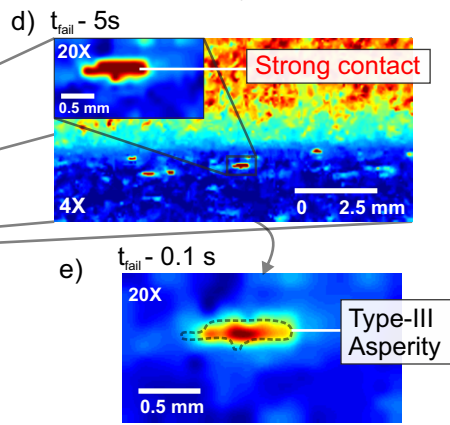 d) t_fail - 5s
20X
Strong contact
0.5 mm
4X
0 2.5 mm
e) t_fail - 0.1 s
20X
Type-III
Asperity
0.5 mm